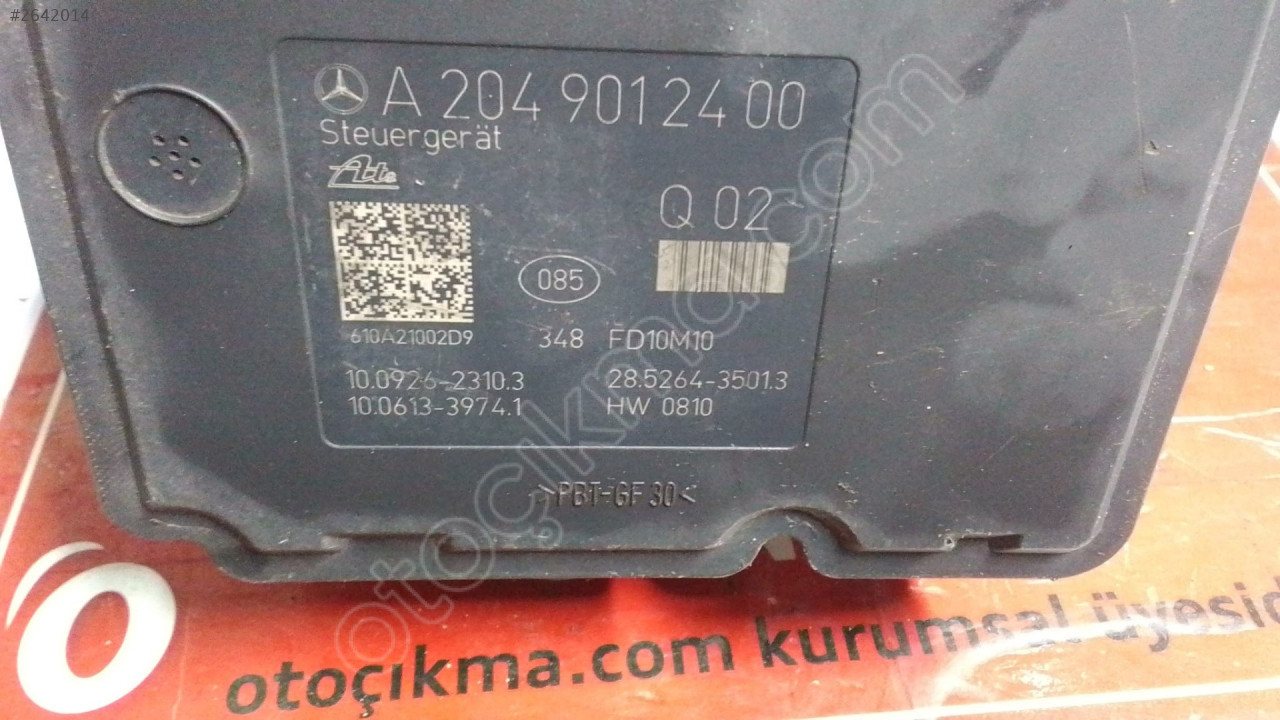 #2642014
A 204 901 24 00
Steuergerät
Ate
Q 02
085
610A21002D9
348 FD10M10
10.0926-2310.3 28.5264-3501.3
10.0613-3974.1 HW 0810
>PBT-GF 30<
otoçıkma.com
otoçıkma.com kurumsal üyesid